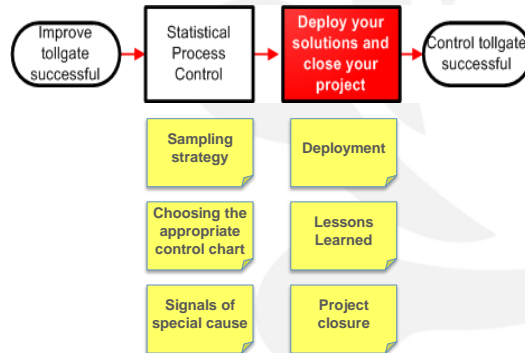 Improve
tollgate
successful
Statistical
Process
Control
Deploy your
solutions and
close your
project
Control tollgate
successful
Sampling
strategy
Deployment
Choosing the
appropriate
control chart
Lessons
Learned
Signals of
special cause
Project
closure